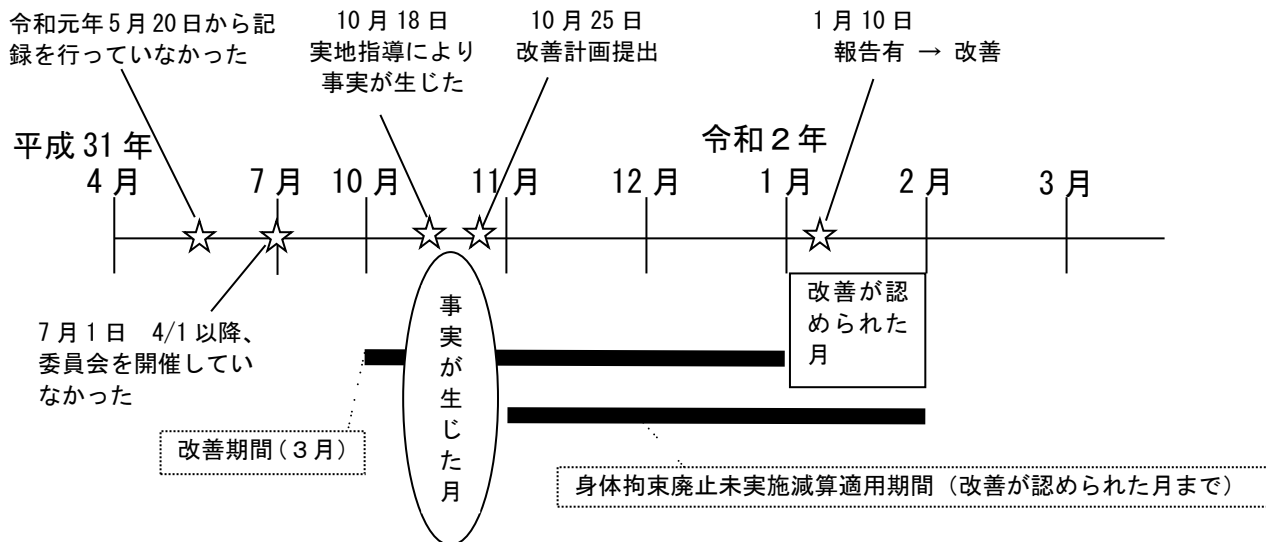 令和元年5月20日から記
録を行っていなかった
10月18日
実地指導により
事実が生じた
10月25日
改善計画提出
1月10日
報告有 → 改善
平成31年
令和2年
4月
7月
10月
11月
12月
1月
2月
3月
7月1日 4/1以降、
委員会を開催してい
なかった
事実が生じた月
改善が認
められた
月
改善期間（3月）
身体拘束廃止未実施減算適用期間（改善が認められた月まで）